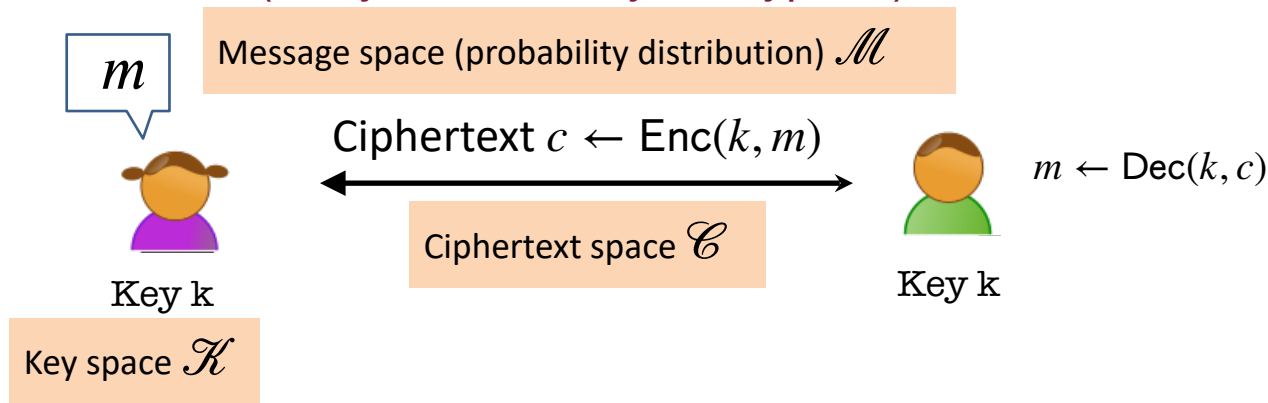 Message space (probability distribution) ℳ
m
Ciphertext c ← Enc(k, m)
m ← Dec(k, c)
Ciphertext space 𝒞
Key k
Key k
Key space 𝒦